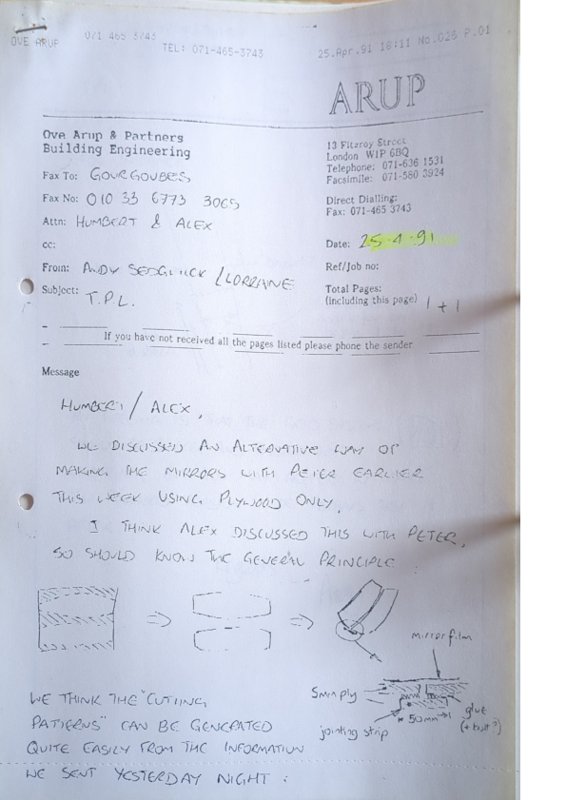 OVE ARUP 071 465 3743 TEL: 071-465-3743 25.Apr.91 18:11 No.026 P.01
ARUP
Ove Arup & Partners
Building Engineering
13 Fitzroy Street
London W1P 6BQ
Telephone: 071-636 1531
Facsimile: 071-580 3924
Fax To: GOURGOUBES
Fax No: 010 33 6773 3065
Direct Dialling:
Fax: 071-465 3743
Attn: HUMBERT & ALEX
cc:
Date: 25-4-91
From: ANDY SEDGWICK / LORRAINE
Ref/Job no:
Subject: T.P.L.
Total Pages:
(including this page) 1 + 1
If you have not received all the pages listed please phone the sender
Message
HUMBERT / ALEX,
WE DISCUSSED AN ALTERNATIVE WAY OF
MAKING THE MIRRORS WITH PETER EARLIER
THIS WEEK USING PLYWOOD ONLY.
I THINK ALEX DISCUSSED THIS WITH PETER,
SO SHOULD KNOW THE GENERAL PRINCIPLE :
mirror film
5mm ply
glue
50mm
jointing strip
WE THINK THE "CUTTING
PATTERNS" CAN BE GENERATED
QUITE EASILY FROM THE INFORMATION
WE SENT YESTERDAY NIGHT :